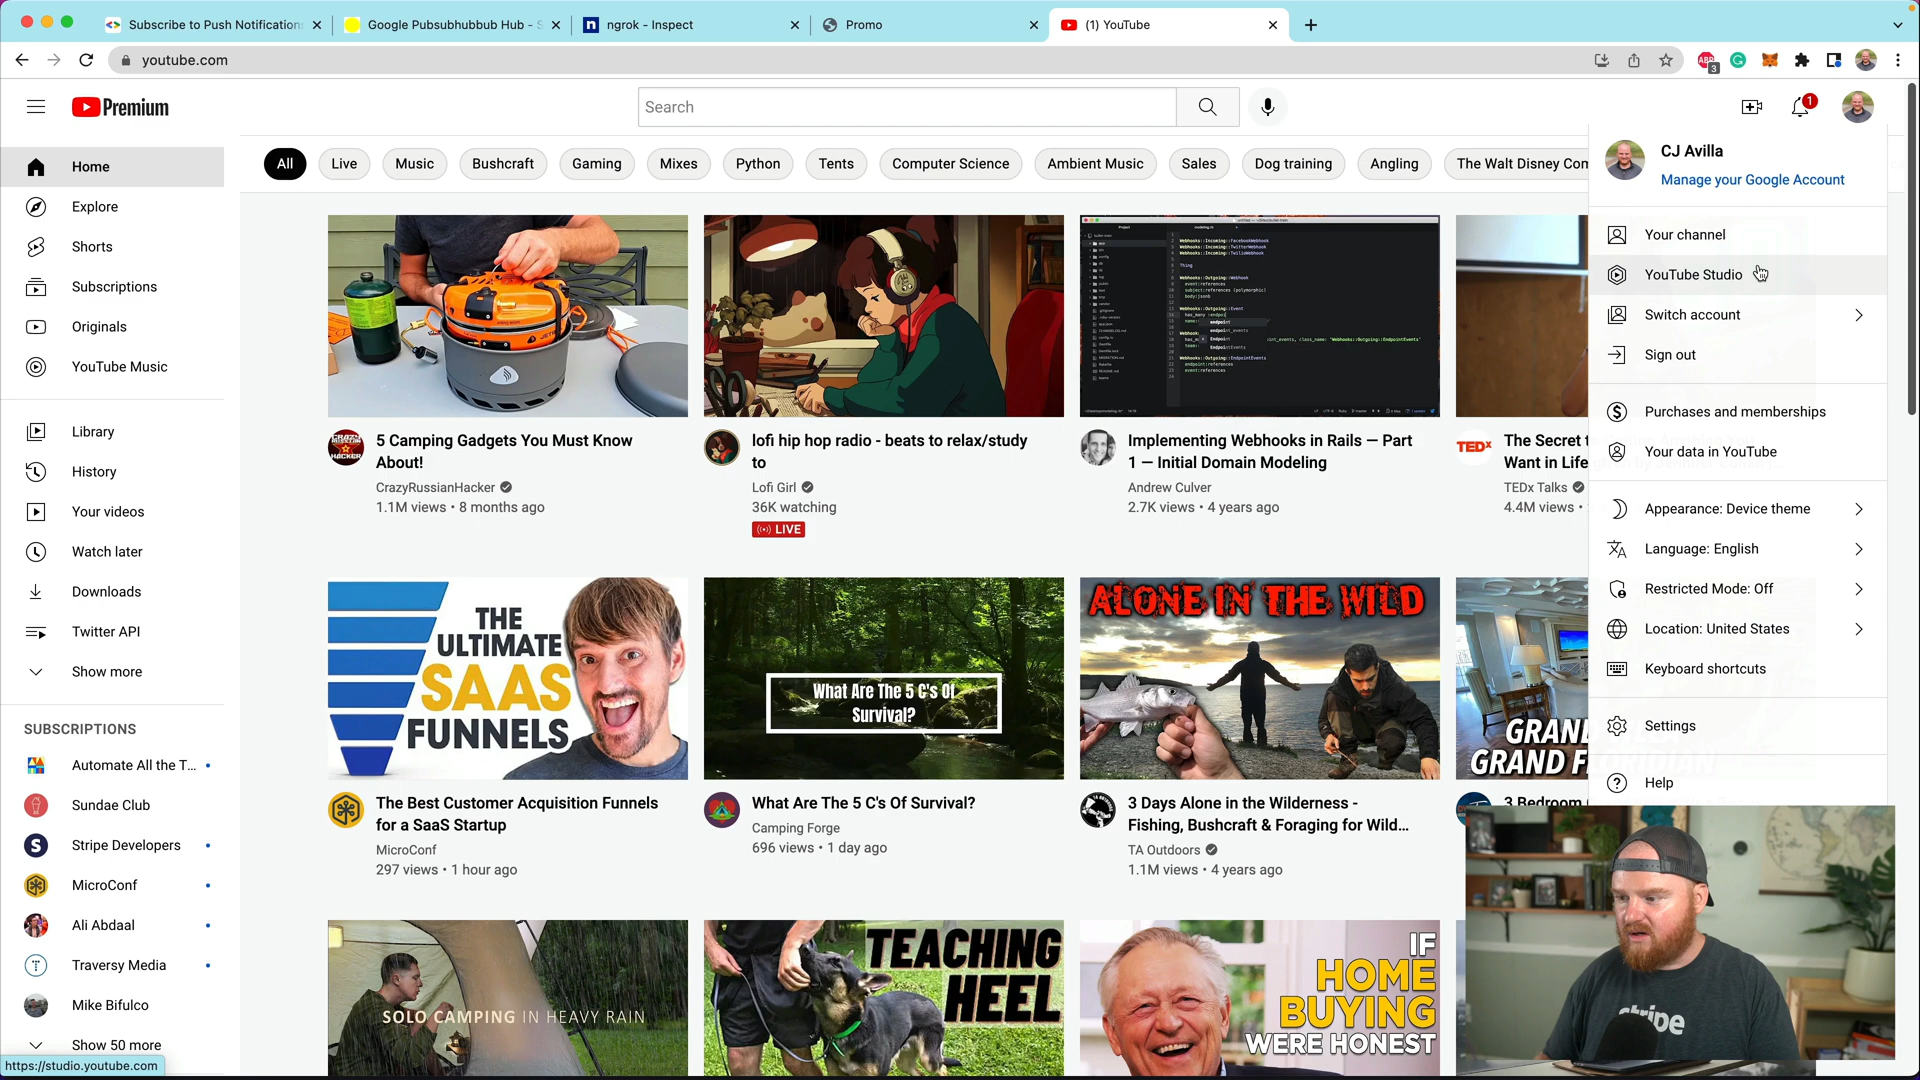 Subscribe to Push Notifications
Google Pubsubhubbub Hub - S
ngrok - Inspect
Promo
(1) YouTube
youtube.com
ABP
3
Premium
Search
1
Home
Explore
Shorts
Subscriptions
Originals
YouTube Music
Library
History
Your videos
Watch later
Downloads
Twitter API
Show more
SUBSCRIPTIONS
Automate All the T...
Sundae Club
Stripe Developers
MicroConf
Ali Abdaal
Traversy Media
Mike Bifulco
Show 50 more
https://studio.youtube.com
All
Live
Music
Bushcraft
Gaming
Mixes
Python
Tents
Computer Science
Ambient Music
Sales
Dog training
Angling
The Walt Disney Com
5 Camping Gadgets You Must Know
About!
CrazyRussianHacker
1.1M views • 8 months ago
lofi hip hop radio - beats to relax/study
to
Lofi Girl
36K watching
LIVE
Implementing Webhooks in Rails — Part
1 — Initial Domain Modeling
Andrew Culver
2.7K views • 4 years ago
TEDx
The Secret t
Want in Life
TEDx Talks
4.4M views •
THE
ULTIMATE
SAAS
FUNNELS
The Best Customer Acquisition Funnels
for a SaaS Startup
MicroConf
297 views • 1 hour ago
What Are The 5 C's Of
Survival?
What Are The 5 C's Of Survival?
Camping Forge
696 views • 1 day ago
ALONE IN THE WILD
3 Days Alone in the Wilderness -
Fishing, Bushcraft & Foraging for Wild...
TA Outdoors
1.1M views • 4 years ago
GRAND FL
3 Bedroom
SOLO CAMPING IN HEAVY RAIN
TEACHING
HEEL
IF
HOME
BUYING
WERE HONEST
CJ Avilla
Manage your Google Account
Your channel
YouTube Studio
Switch account
Sign out
Purchases and memberships
Your data in YouTube
Appearance: Device theme
Language: English
Restricted Mode: Off
Location: United States
Keyboard shortcuts
Settings
Help
stripe